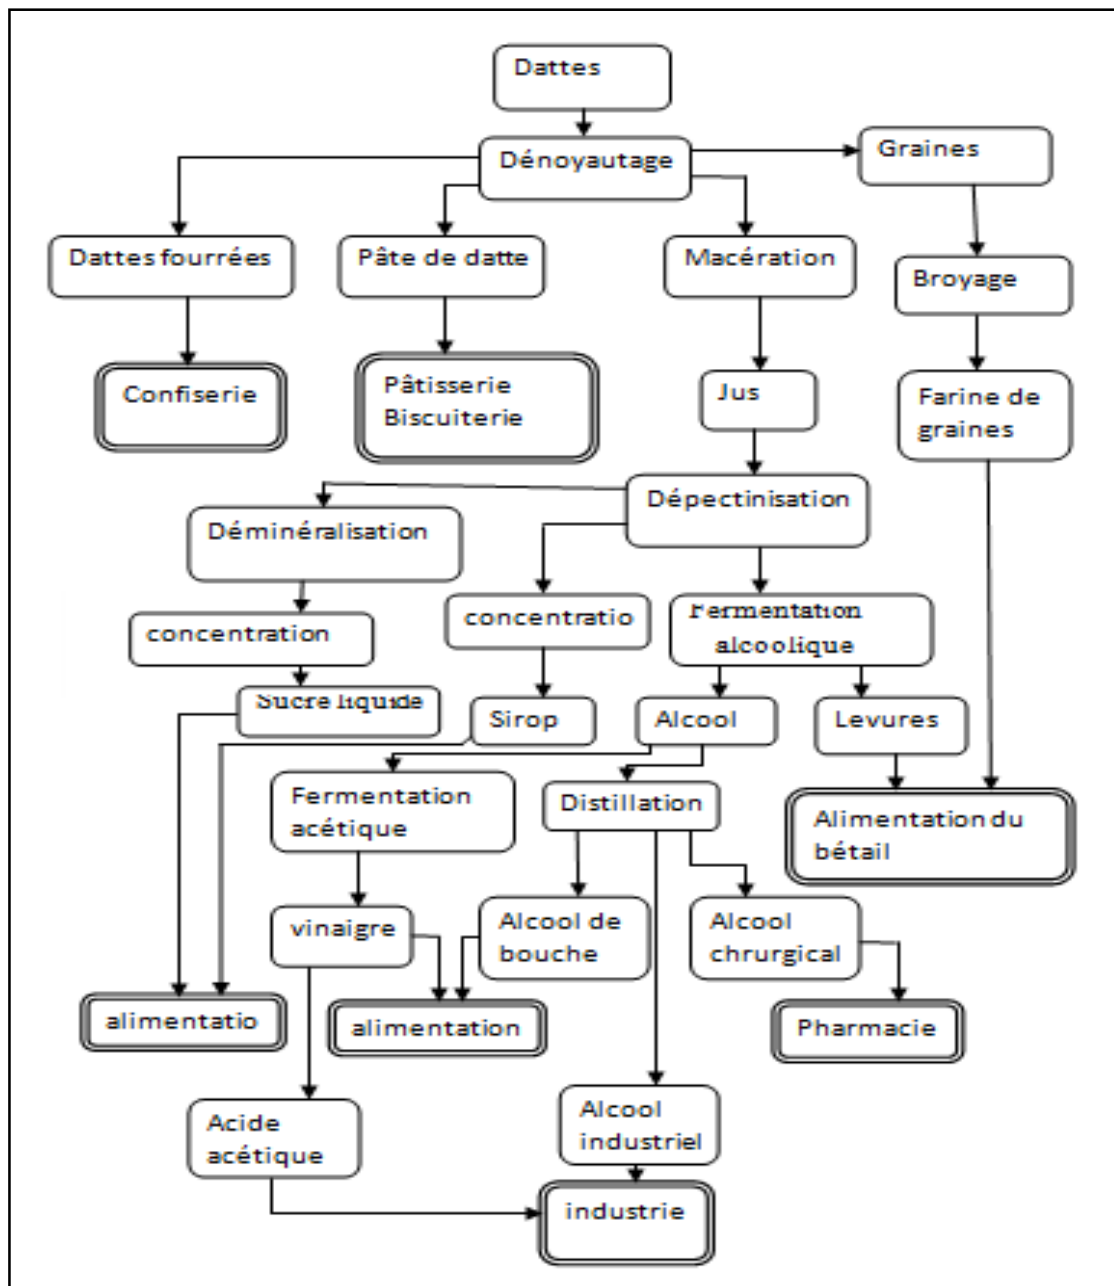 Dattes
Dénoyautage
Graines
Dattes fourrées
Pâte de datte
Macération
Broyage
Confiserie
Pâtisserie
Biscuiterie
Jus
Farine de
graines
Dépectinisation
Déminéralisation
concentration
concentratio
Fermentation
alcoolique
Sucre liquide
Sirop
Alcool
Levures
Fermentation
acétique
Distillation
Alimentation du
bétail
vinaigre
Alcool de
bouche
Alcool
chrurgical
alimentatio
alimentation
Pharmacie
Acide
acétique
Alcool
industriel
industrie